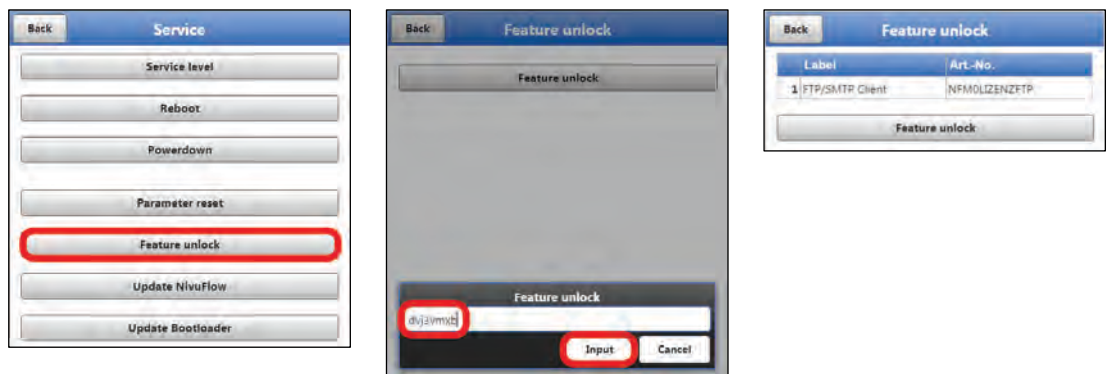 Back Service
Service level
Reboot
Powerdown
Parameter reset
Feature unlock
Update NivuFlow
Update Bootloader
Back Feature unlock
Feature unlock
Feature unlock
Input Cancel
Back Feature unlock
Label Art.-No.
1 FTP/SMTP Client NFM0LIZENZFTP
Feature unlock